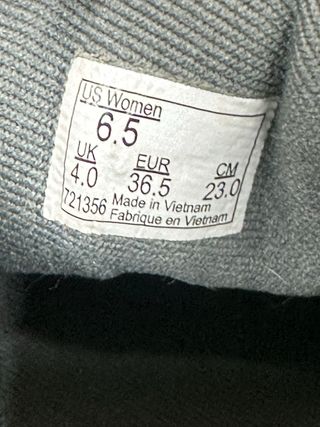 US Women
6.5
UK EUR CM
4.0 36.5 23.0
721356 Made in Vietnam
Fabrique en Vietnam